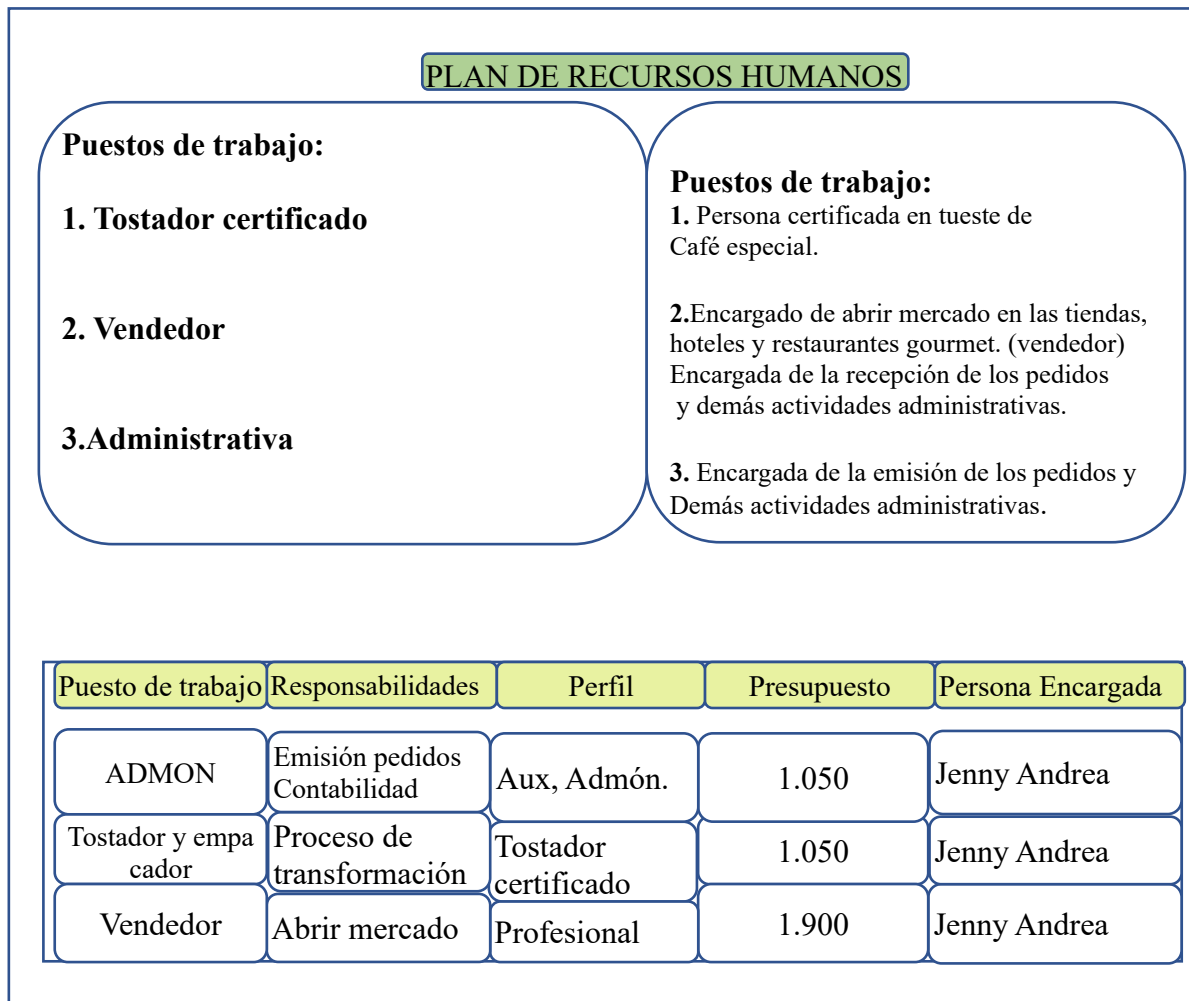 PLAN DE RECURSOS HUMANOS
Puestos de trabajo:
1. Tostador certificado
2. Vendedor
3.Administrativa
Puestos de trabajo:
1. Persona certificada en tueste de
Café especial.
2.Encargado de abrir mercado en las tiendas,
hoteles y restaurantes gourmet. (vendedor)
Encargada de la recepción de los pedidos
y demás actividades administrativas.
3. Encargada de la emisión de los pedidos y
Demás actividades administrativas.
Puesto de trabajo Responsabilidades Perfil Presupuesto Persona Encargada
ADMON
Emisión pedidos
Contabilidad
Aux, Admón.
1.050
Jenny Andrea
Tostador y empa
cador
Proceso de
transformación
Tostador
certificado
1.050
Jenny Andrea
Vendedor
Abrir mercado
Profesional
1.900
Jenny Andrea